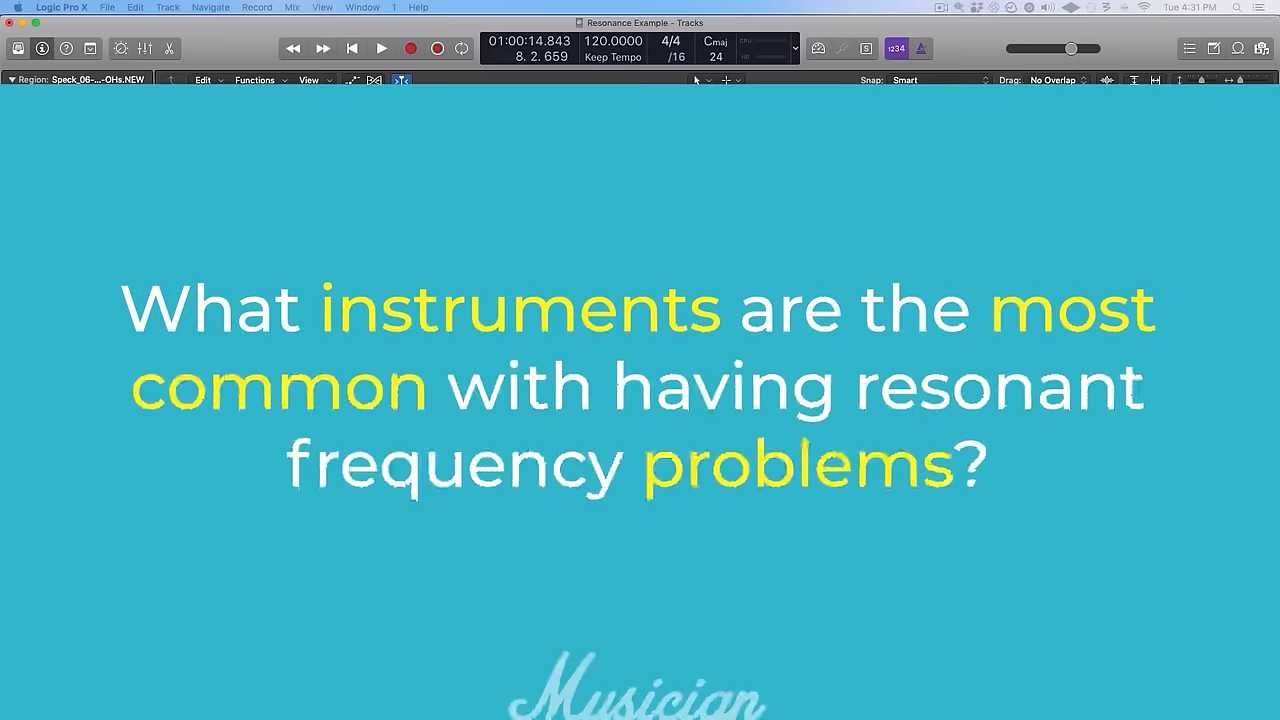 Logic Pro X File Edit Track Navigate Record Mix View Window 1 Help Tue 4:31 PM
Resonance Example - Tracks
01:00:14.843 120.0000 4/4 Cmaj CPU
8. 2. 659 Keep Tempo /16 24 HD
1234
Region: Speck_06-...-OHs.NEW Edit Functions View Snap: Smart Drag: No Overlap
What instruments are the most
common with having resonant
frequency problems?
Musician